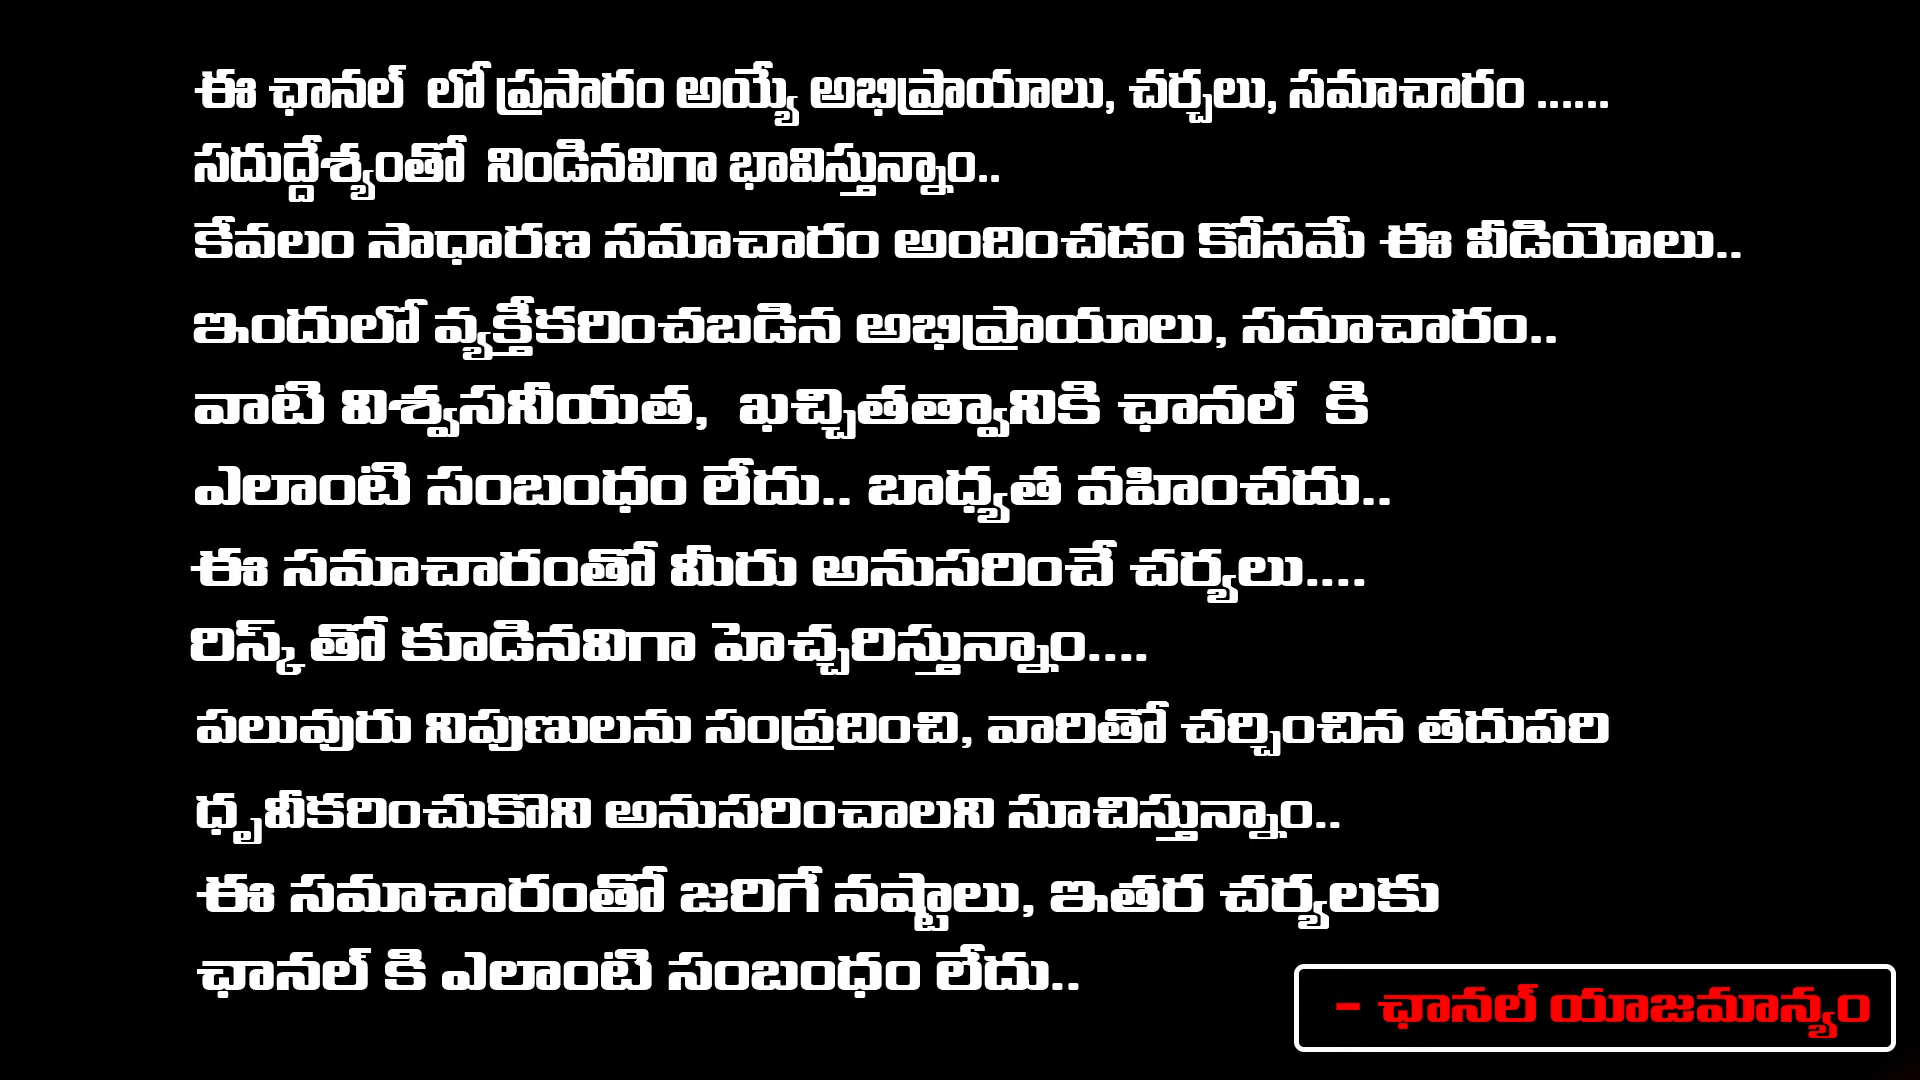 ఈ ఛానల్ లో ప్రసారం అయ్యే అభిప్రాయాలు, చర్చలు, సమాచారం ......
సదుద్దేశ్యంతో నిండినవిగా భావిస్తున్నాం..
కేవలం సాధారణ సమాచారం అందించడం కోసమే ఈ వీడియోలు..
ఇందులో వ్యక్తీకరించబడిన అభిప్రాయాలు, సమాచారం..
వాటి విశ్వసనీయత, ఖచ్చితత్వానికి ఛానల్ కి
ఎలాంటి సంబంధం లేదు.. బాధ్యత వహించదు..
ఈ సమాచారంతో మీరు అనుసరించే చర్యలు....
రిస్క్ తో కూడినవిగా హెచ్చరిస్తున్నాం....
పలువురు నిపుణులను సంప్రదించి, వారితో చర్చించిన తదుపరి
ధృవీకరించుకొని అనుసరించాలని సూచిస్తున్నాం..
ఈ సమాచారంతో జరిగే నష్టాలు, ఇతర చర్యలకు
ఛానల్ కి ఎలాంటి సంబంధం లేదు..
- ఛానల్ యాజమాన్యం